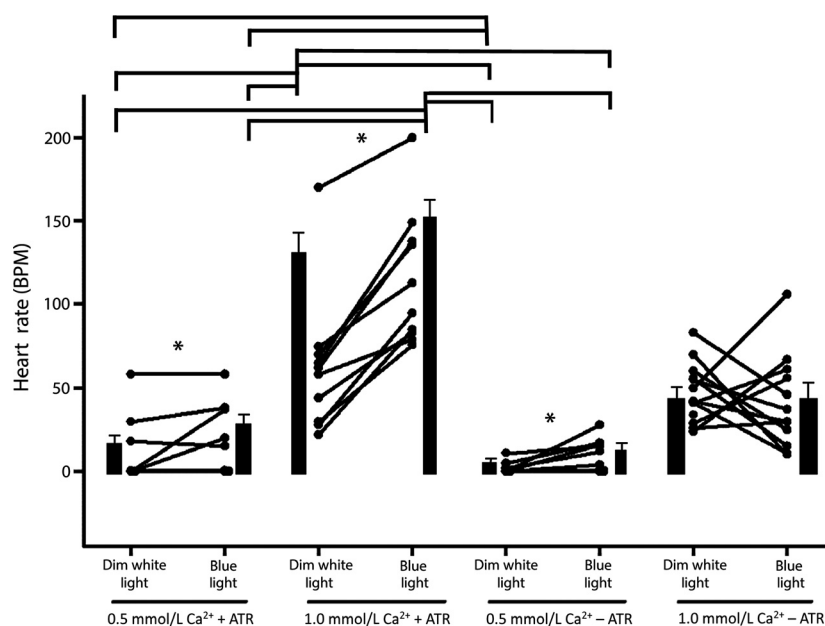 *
200
150
Heart rate (BPM)
100
*
50
*
0
Dim white
light
Blue
light
Dim white
light
Blue
light
Dim white
light
Blue
light
Dim white
light
Blue
light
0.5 mmol/L Ca²⁺ + ATR
1.0 mmol/L Ca²⁺ + ATR
0.5 mmol/L Ca²⁺ – ATR
1.0 mmol/L Ca²⁺ – ATR